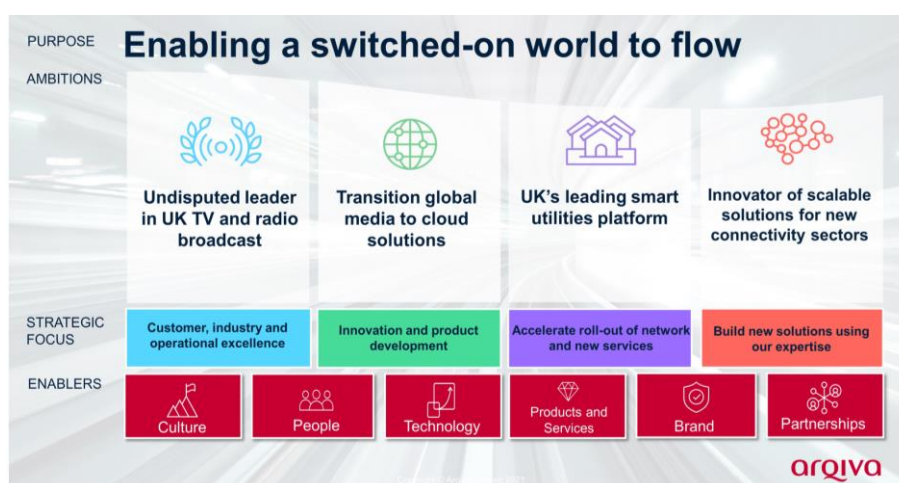 PURPOSE
Enabling a switched-on world to flow
AMBITIONS
Undisputed leader
in UK TV and radio
broadcast
Transition global
media to cloud
solutions
UK's leading smart
utilities platform
Innovator of scalable
solutions for new
connectivity sectors
STRATEGIC
FOCUS
Customer, industry and
operational excellence
Innovation and product
development
Accelerate roll-out of network
and new services
Build new solutions using
our expertise
ENABLERS
Culture
People
Technology
Products and
Services
Brand
Partnerships
arqiva